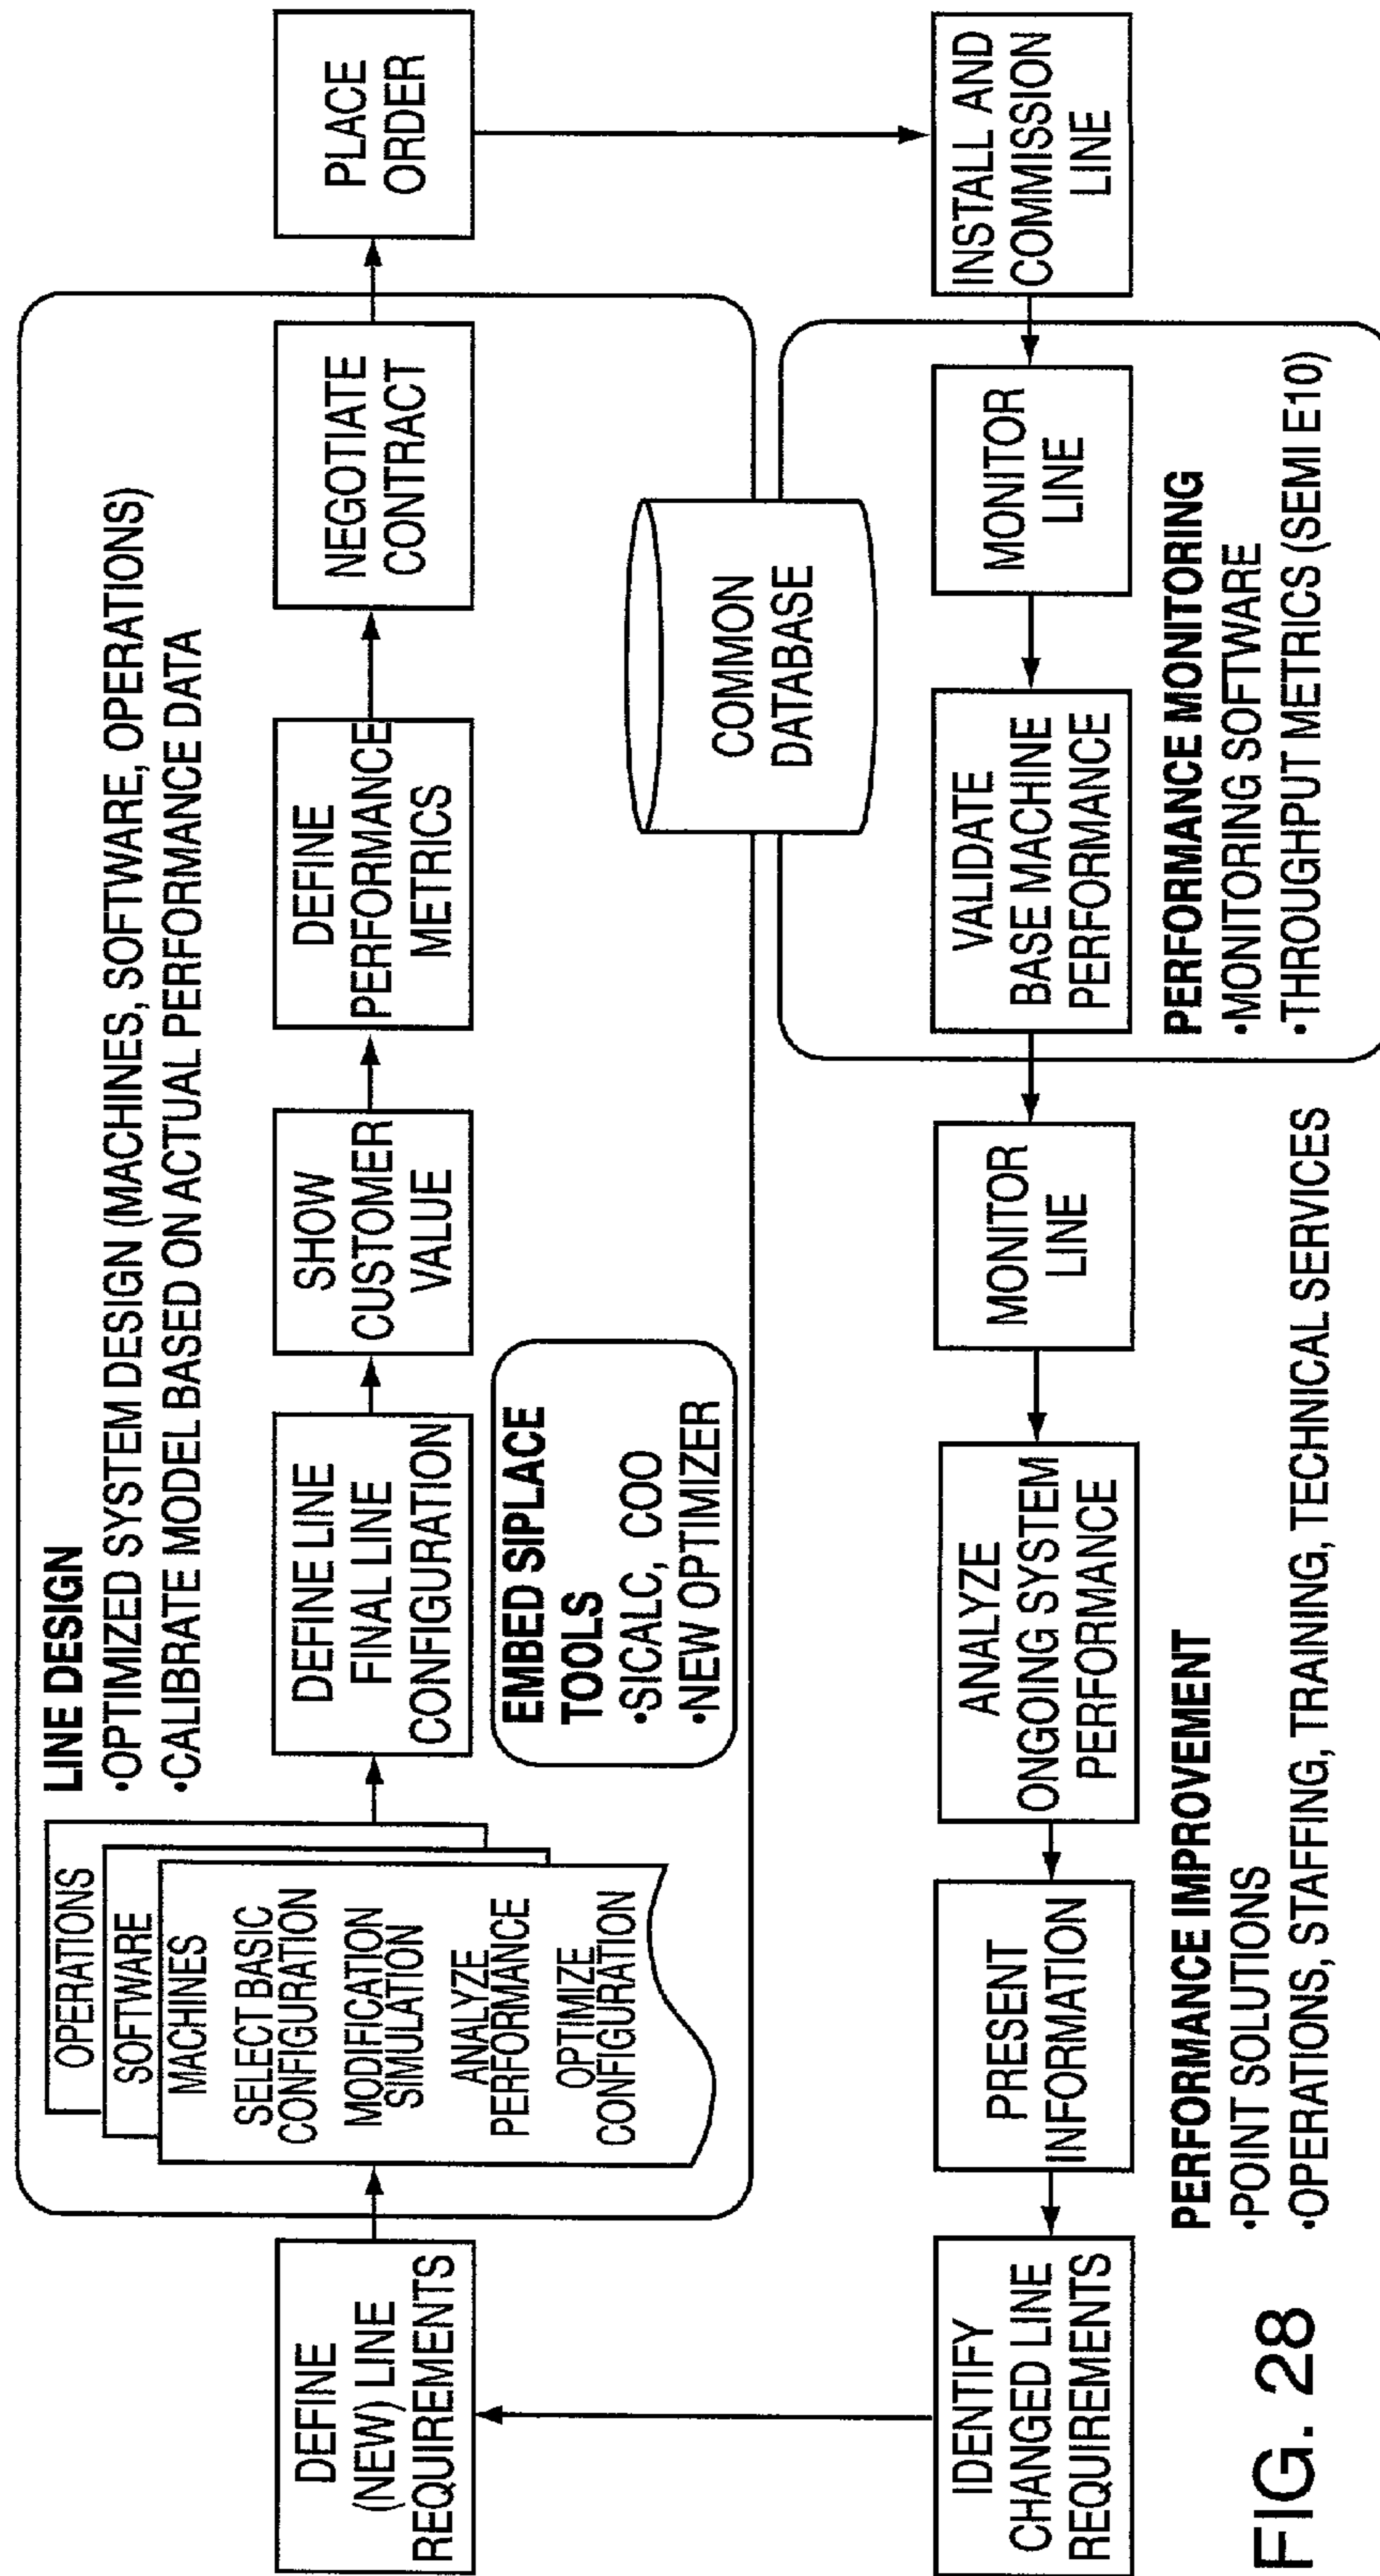 LINE DESIGN
•OPTIMIZED SYSTEM DESIGN (MACHINES, SOFTWARE, OPERATIONS)
•CALIBRATE MODEL BASED ON ACTUAL PERFORMANCE DATA
DEFINE
(NEW) LINE
REQUIREMENTS
OPERATIONS
SOFTWARE
MACHINES
SELECT BASIC
CONFIGURATION
MODIFICATION
SIMULATION
ANALYZE
PERFORMANCE
OPTIMIZE
CONFIGURATION
DEFINE LINE
FINAL LINE
CONFIGURATION
SHOW
CUSTOMER
VALUE
DEFINE
PERFORMANCE
METRICS
NEGOTIATE
CONTRACT
PLACE
ORDER
EMBED SIPLACE
TOOLS
•SICALC, COO
•NEW OPTIMIZER
COMMON
DATABASE
IDENTIFY
CHANGED LINE
REQUIREMENTS
PRESENT
INFORMATION
ANALYZE
ONGOING SYSTEM
PERFORMANCE
MONITOR
LINE
VALIDATE
BASE MACHINE
PERFORMANCE
MONITOR
LINE
INSTALL AND
COMMISSION
LINE
PERFORMANCE IMPROVEMENT
•POINT SOLUTIONS
•OPERATIONS, STAFFING, TRAINING, TECHNICAL SERVICES
PERFORMANCE MONITORING
•MONITORING SOFTWARE
•THROUGHPUT METRICS (SEMI E10)
FIG. 28